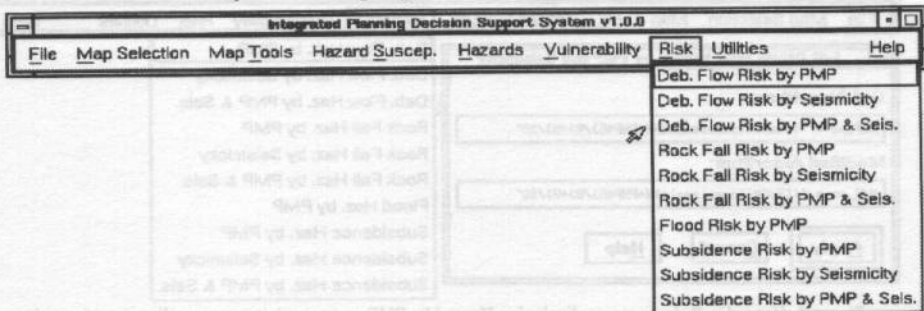 Integrated Planning Decision Support System v1.0.0
File Map Selection Map Tools Hazard Suscep. Hazards Vulnerability Risk Utilities Help
Deb. Flow Risk by PMP
Deb. Flow Risk by Seismicity
Deb. Flow Risk by PMP & Seis.
Rock Fall Risk by PMP
Rock Fall Risk by Seismicity
Rock Fall Risk by PMP & Seis.
Flood Risk by PMP
Subsidence Risk by PMP
Subsidence Risk by Seismicity
Subsidence Risk by PMP & Seis.